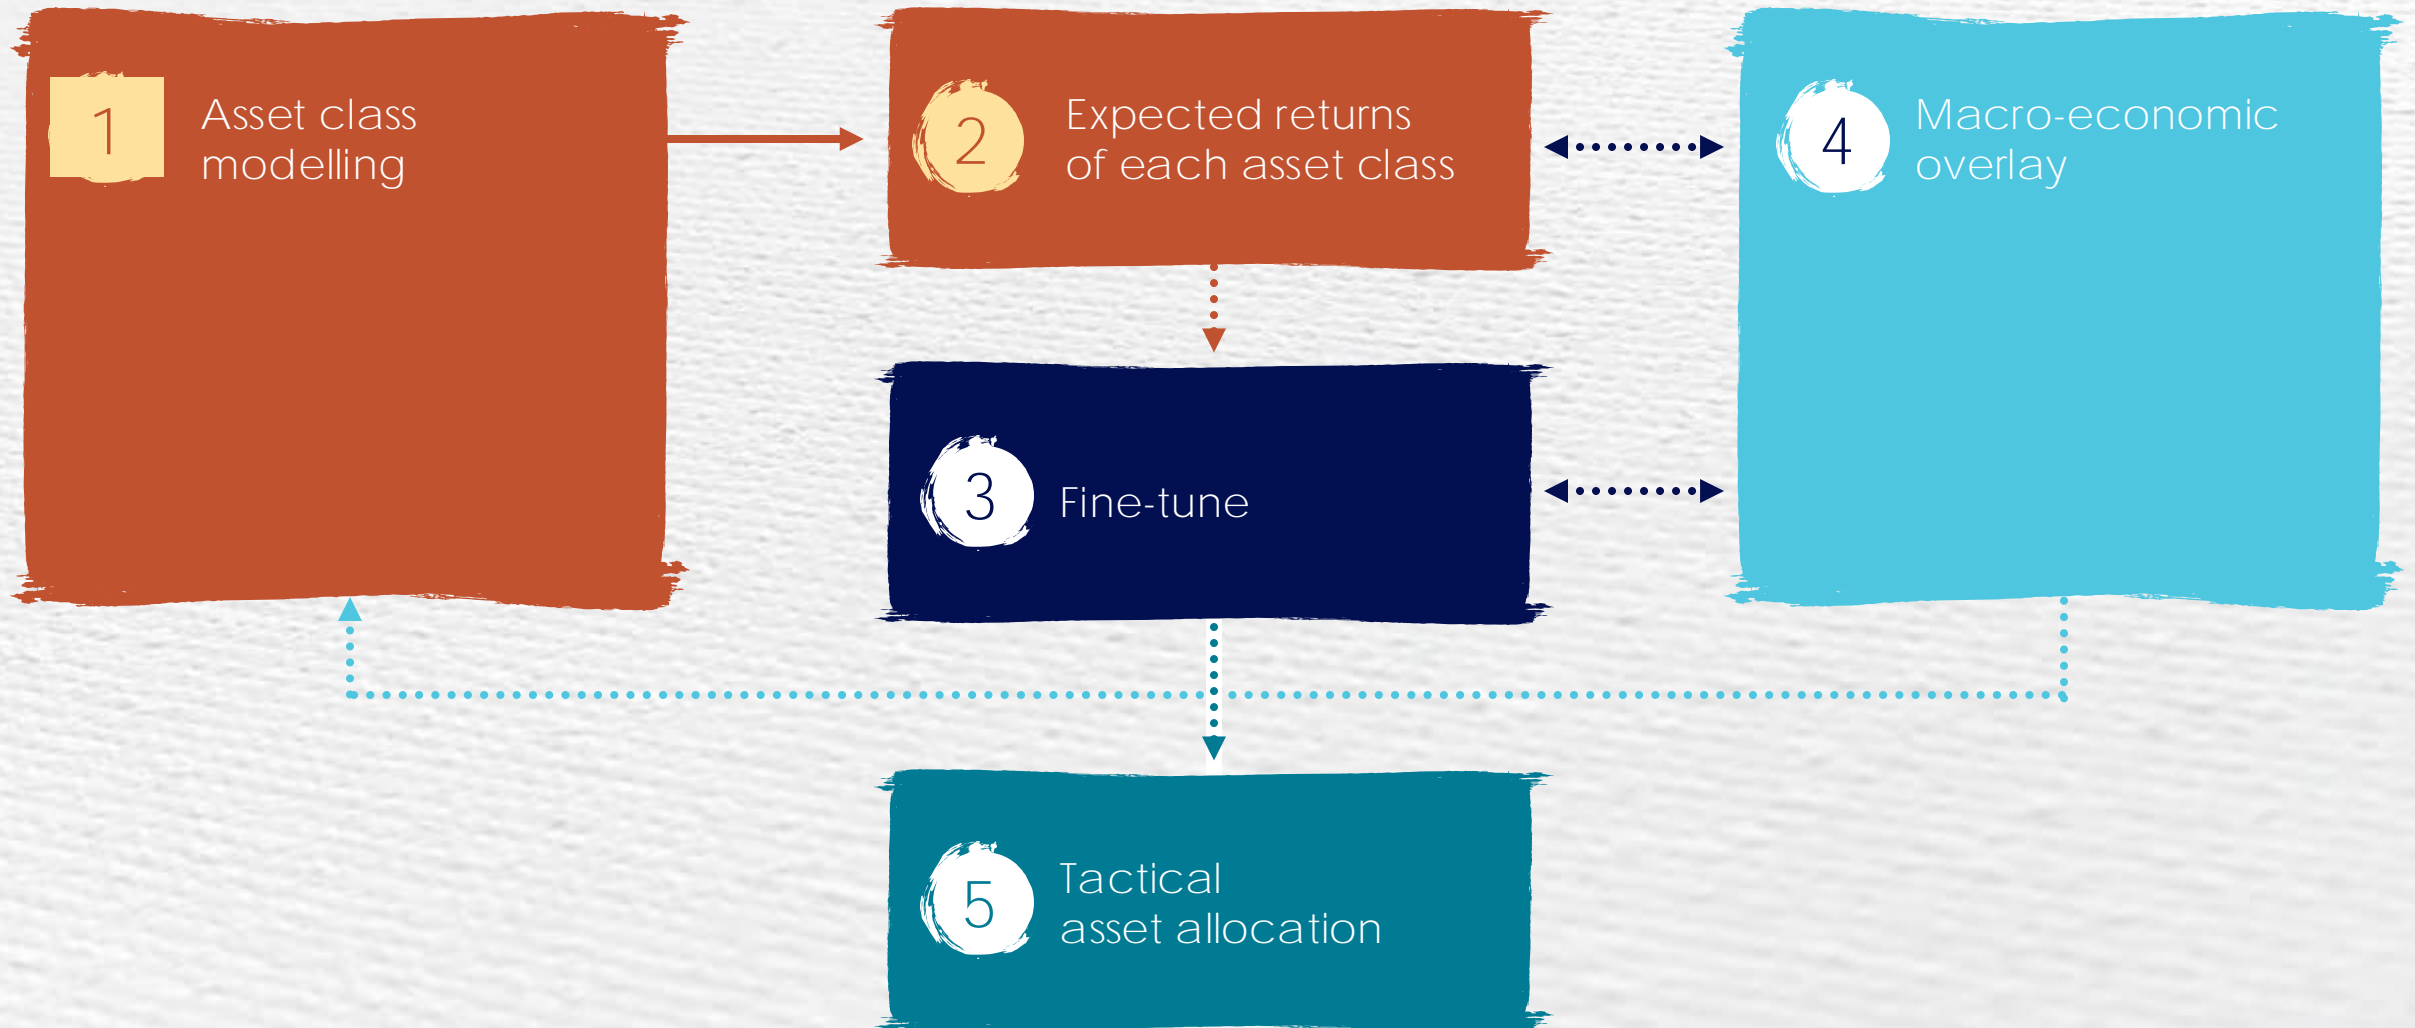 1
Asset class
modelling
2
Expected returns
of each asset class
4
Macro-economic
overlay
3
Fine-tune
5
Tactical
asset allocation